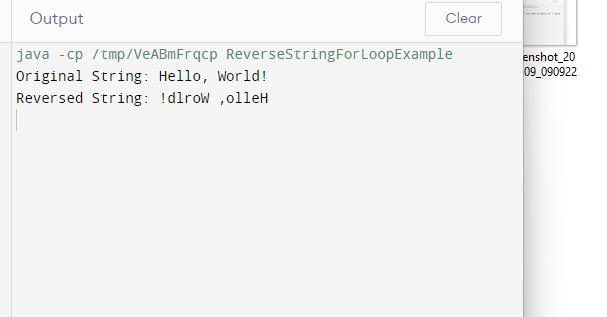 Output
Clear
java -cp /tmp/VeABmFrqcp ReverseStringForLoopExample
Original String: Hello, World!
Reversed String: !dlroW ,olleH
enshot_20
09_090922